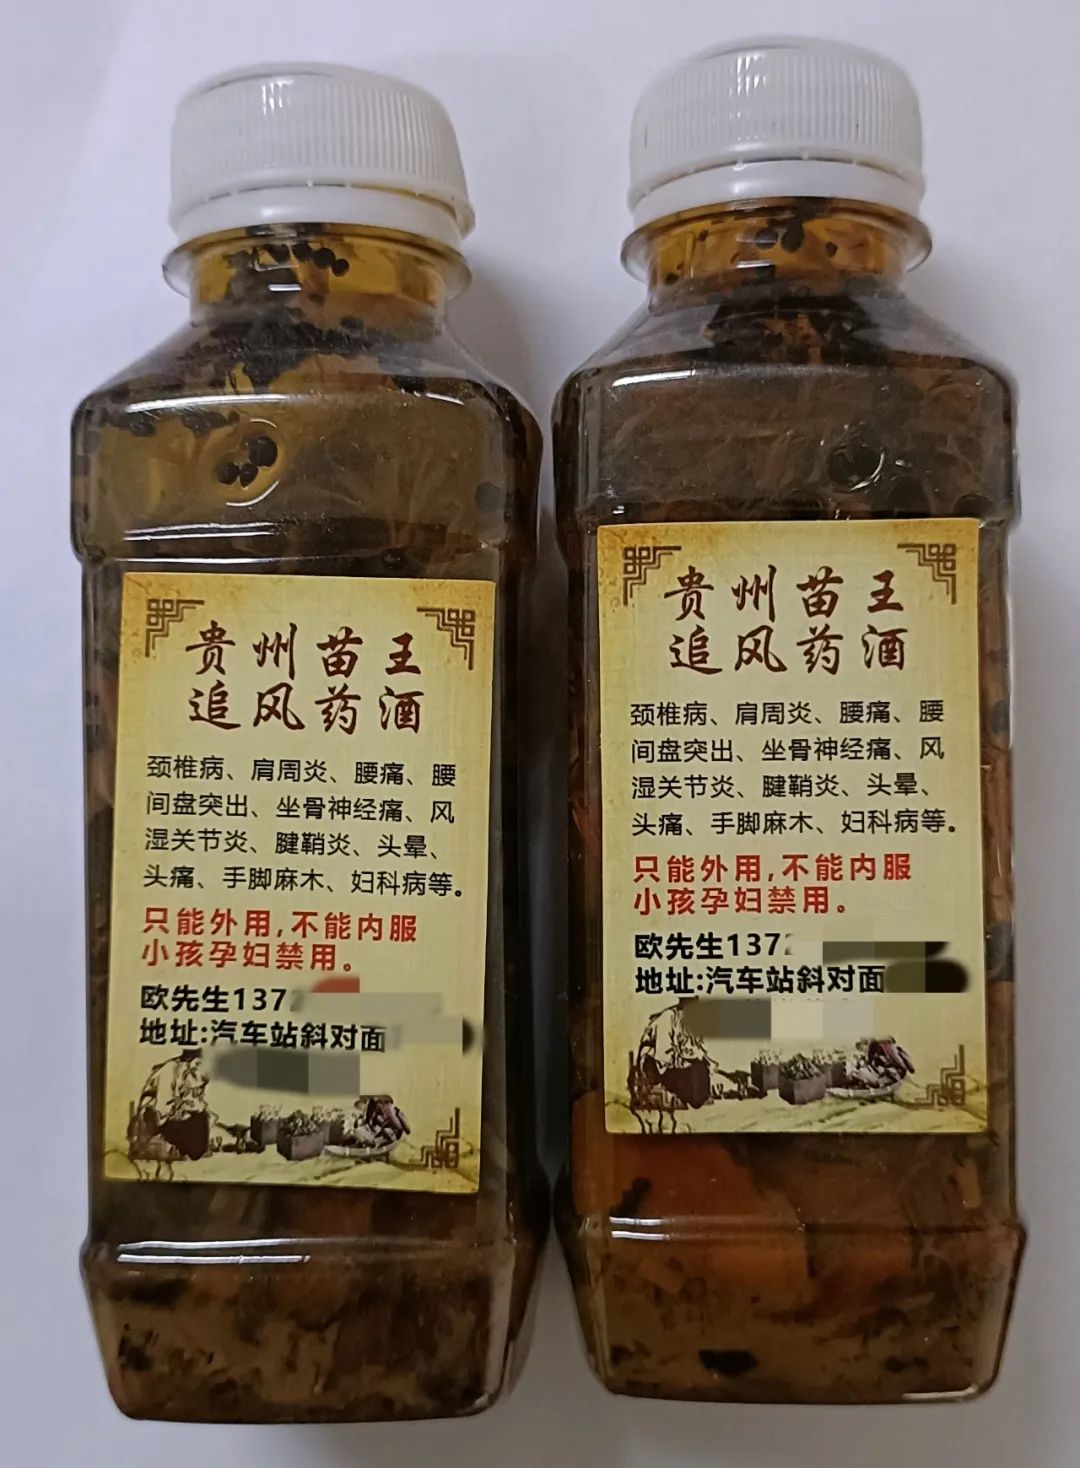 贵州苗王
追风药酒
颈椎病、肩周炎、腰痛、腰
间盘突出、坐骨神经痛、风
湿关节炎、腱鞘炎、头晕、
头痛、手脚麻木、妇科病等。
只能外用,不能内服
小孩孕妇禁用。
欧先生1372
地址:汽车站斜对面
贵州苗王
追风药酒
颈椎病、肩周炎、腰痛、腰
间盘突出、坐骨神经痛、风
湿关节炎、腱鞘炎、头晕、
头痛、手脚麻木、妇科病等。
只能外用,不能内服
小孩孕妇禁用。
欧先生1372
地址:汽车站斜对面